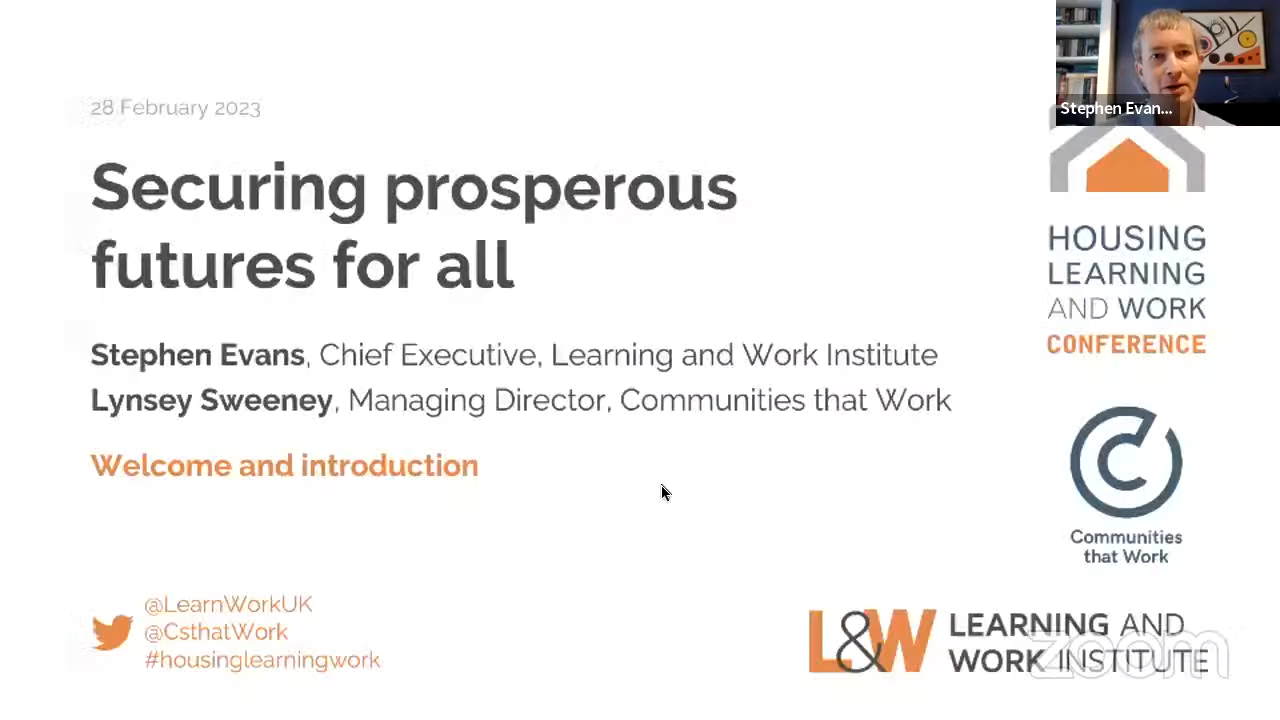 28 February 2023
Securing prosperous
futures for all
Stephen Evans, Chief Executive, Learning and Work Institute
Lynsey Sweeney, Managing Director, Communities that Work
Welcome and introduction
@LearnWorkUK
@CsthatWork
#housinglearningwork
Stephen Evan...
HOUSING
LEARNING
AND WORK
CONFERENCE
Communities
that Work
L&W LEARNING AND
WORK INSTITUTE
zoom